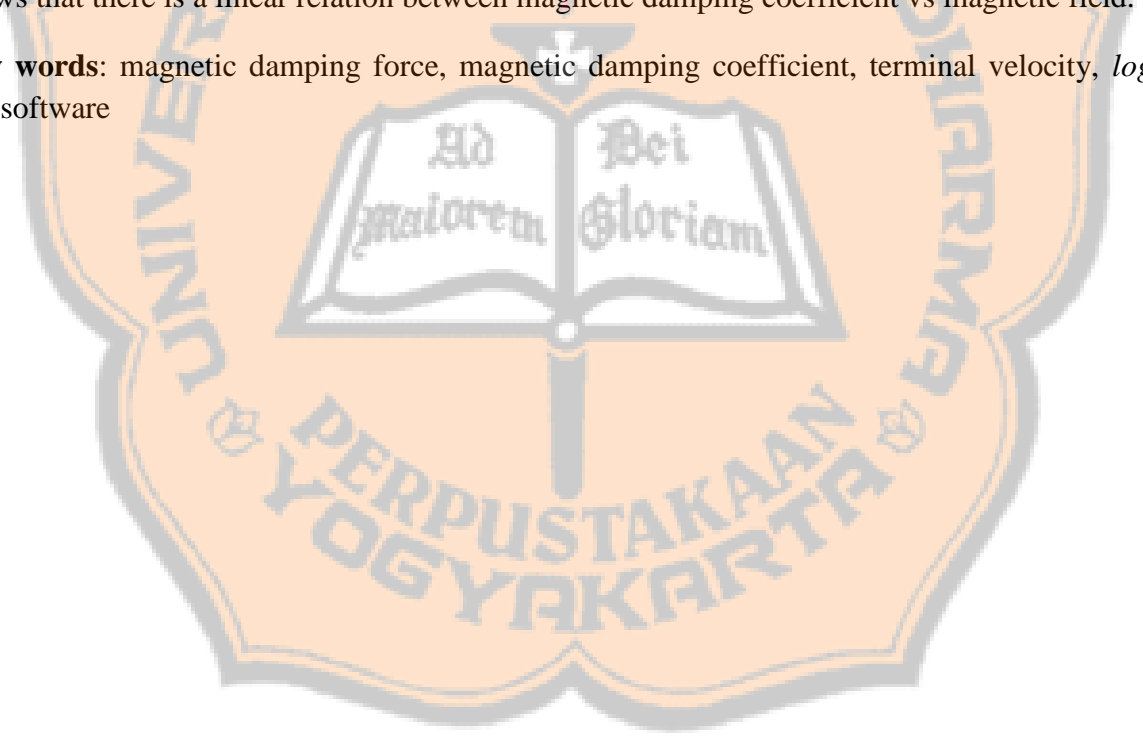 ws that there is a linear relation between magnetic damping coefficient vs magnetic field.
words: magnetic damping force, magnetic damping coefficient, terminal velocity, log
software
Ad Dei
maiorem Gloriam
PERPUSTAKAAN
YOGYAKARTA